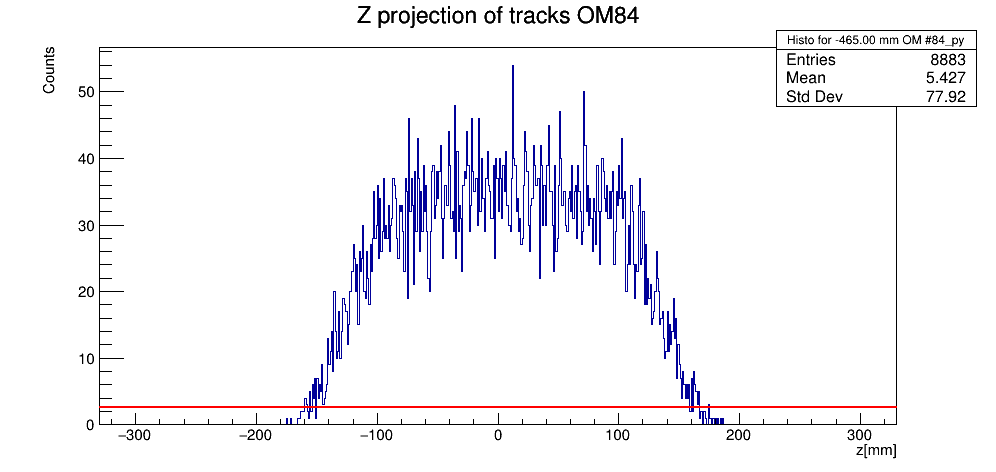 Z projection of tracks OM84
Histo for -465.00 mm OM #84_py
Entries 8883
Mean 5.427
Std Dev 77.92
Counts
50
40
30
20
10
0
−300 −200 −100 0 100 200 300
z[mm]